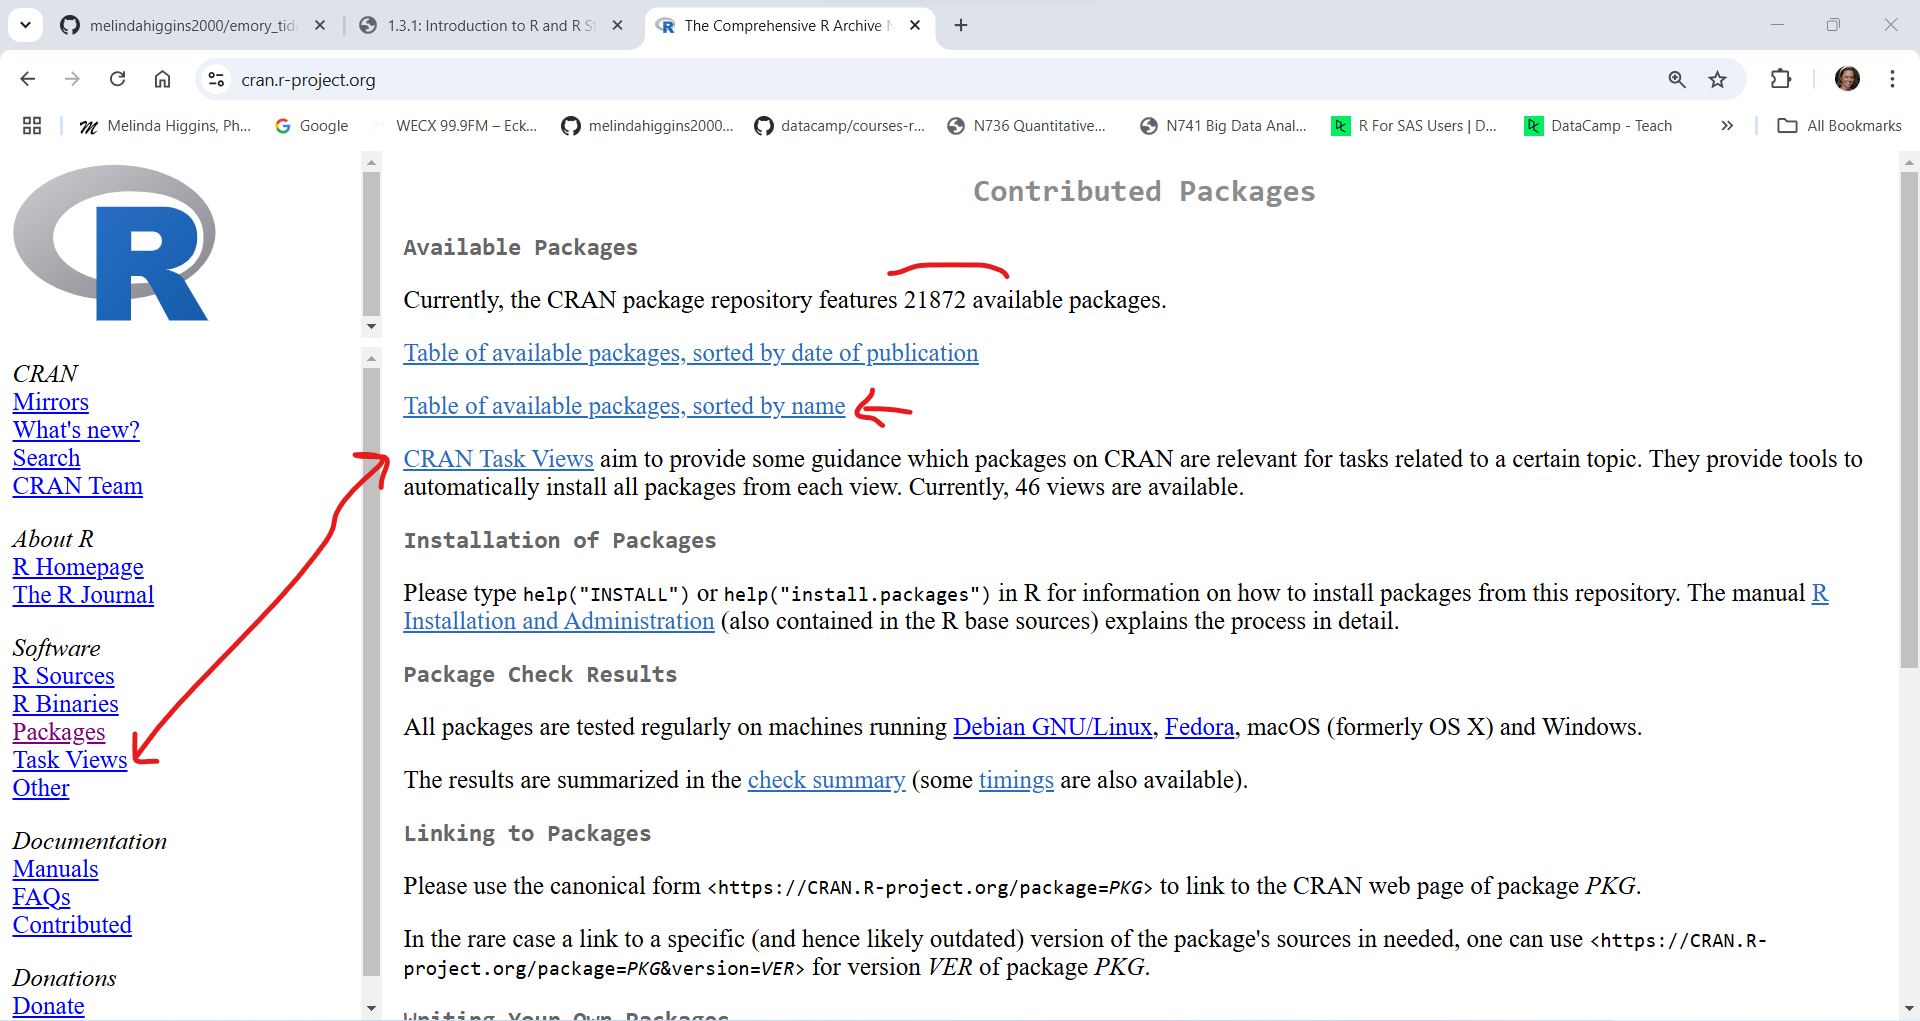 melindahiggins2000/emory_tid
1.3.1: Introduction to R and R St
The Comprehensive R Archive N
cran.r-project.org
Melinda Higgins, Ph...
Google
WECX 99.9FM – Eck...
melindahiggins2000...
datacamp/courses-r...
N736 Quantitative...
N741 Big Data Anal...
R For SAS Users | D...
DataCamp - Teach
All Bookmarks
R
CRAN
Mirrors
What's new?
Search
CRAN Team
About R
R Homepage
The R Journal
Software
R Sources
R Binaries
Packages
Task Views
Other
Documentation
Manuals
FAQs
Contributed
Donations
Donate
Contributed Packages
Available Packages
Currently, the CRAN package repository features 21872 available packages.
Table of available packages, sorted by date of publication
Table of available packages, sorted by name
CRAN Task Views aim to provide some guidance which packages on CRAN are relevant for tasks related to a certain topic. They provide tools to
automatically install all packages from each view. Currently, 46 views are available.
Installation of Packages
Please type help("INSTALL") or help("install.packages") in R for information on how to install packages from this repository. The manual R
Installation and Administration (also contained in the R base sources) explains the process in detail.
Package Check Results
All packages are tested regularly on machines running Debian GNU/Linux, Fedora, macOS (formerly OS X) and Windows.
The results are summarized in the check summary (some timings are also available).
Linking to Packages
Please use the canonical form <https://CRAN.R-project.org/package=PKG> to link to the CRAN web page of package PKG.
In the rare case a link to a specific (and hence likely outdated) version of the package's sources in needed, one can use <https://CRAN.R-
project.org/package=PKG&version=VER> for version VER of package PKG.
Writing Your Own Packages